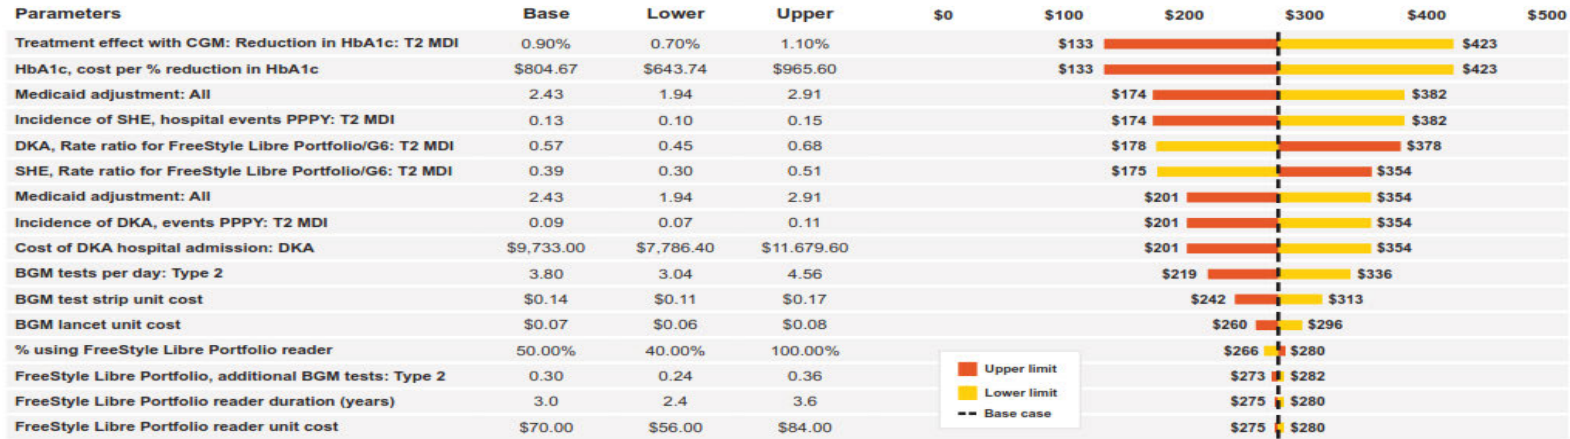 Parameters Base Lower Upper $0 $100 $200 $300 $400 $500
Treatment effect with CGM: Reduction in HbA1c: T2 MDI 0.90% 0.70% 1.10% $133 $423
HbA1c, cost per % reduction in HbA1c $804.67 $643.74 $965.60 $133 $423
Medicaid adjustment: All 2.43 1.94 2.91 $174 $382
Incidence of SHE, hospital events PPPY: T2 MDI 0.13 0.10 0.15 $174 $382
DKA, Rate ratio for FreeStyle Libre Portfolio/G6: T2 MDI 0.57 0.45 0.68 $178 $378
SHE, Rate ratio for FreeStyle Libre Portfolio/G6: T2 MDI 0.39 0.30 0.51 $175 $354
Medicaid adjustment: All 2.43 1.94 2.91 $201 $354
Incidence of DKA, events PPPY: T2 MDI 0.09 0.07 0.11 $201 $354
Cost of DKA hospital admission: DKA $9,733.00 $7,786.40 $11.679.60 $201 $354
BGM tests per day: Type 2 3.80 3.04 4.56 $219 $336
BGM test strip unit cost $0.14 $0.11 $0.17 $242 $313
BGM lancet unit cost $0.07 $0.06 $0.08 $260 $296
% using FreeStyle Libre Portfolio reader 50.00% 40.00% 100.00% $266 $280
FreeStyle Libre Portfolio, additional BGM tests: Type 2 0.30 0.24 0.36 $273 $282
FreeStyle Libre Portfolio reader duration (years) 3.0 2.4 3.6 $275 $280
FreeStyle Libre Portfolio reader unit cost $70.00 $56.00 $84.00 $275 $280
Upper limit
Lower limit
Base case